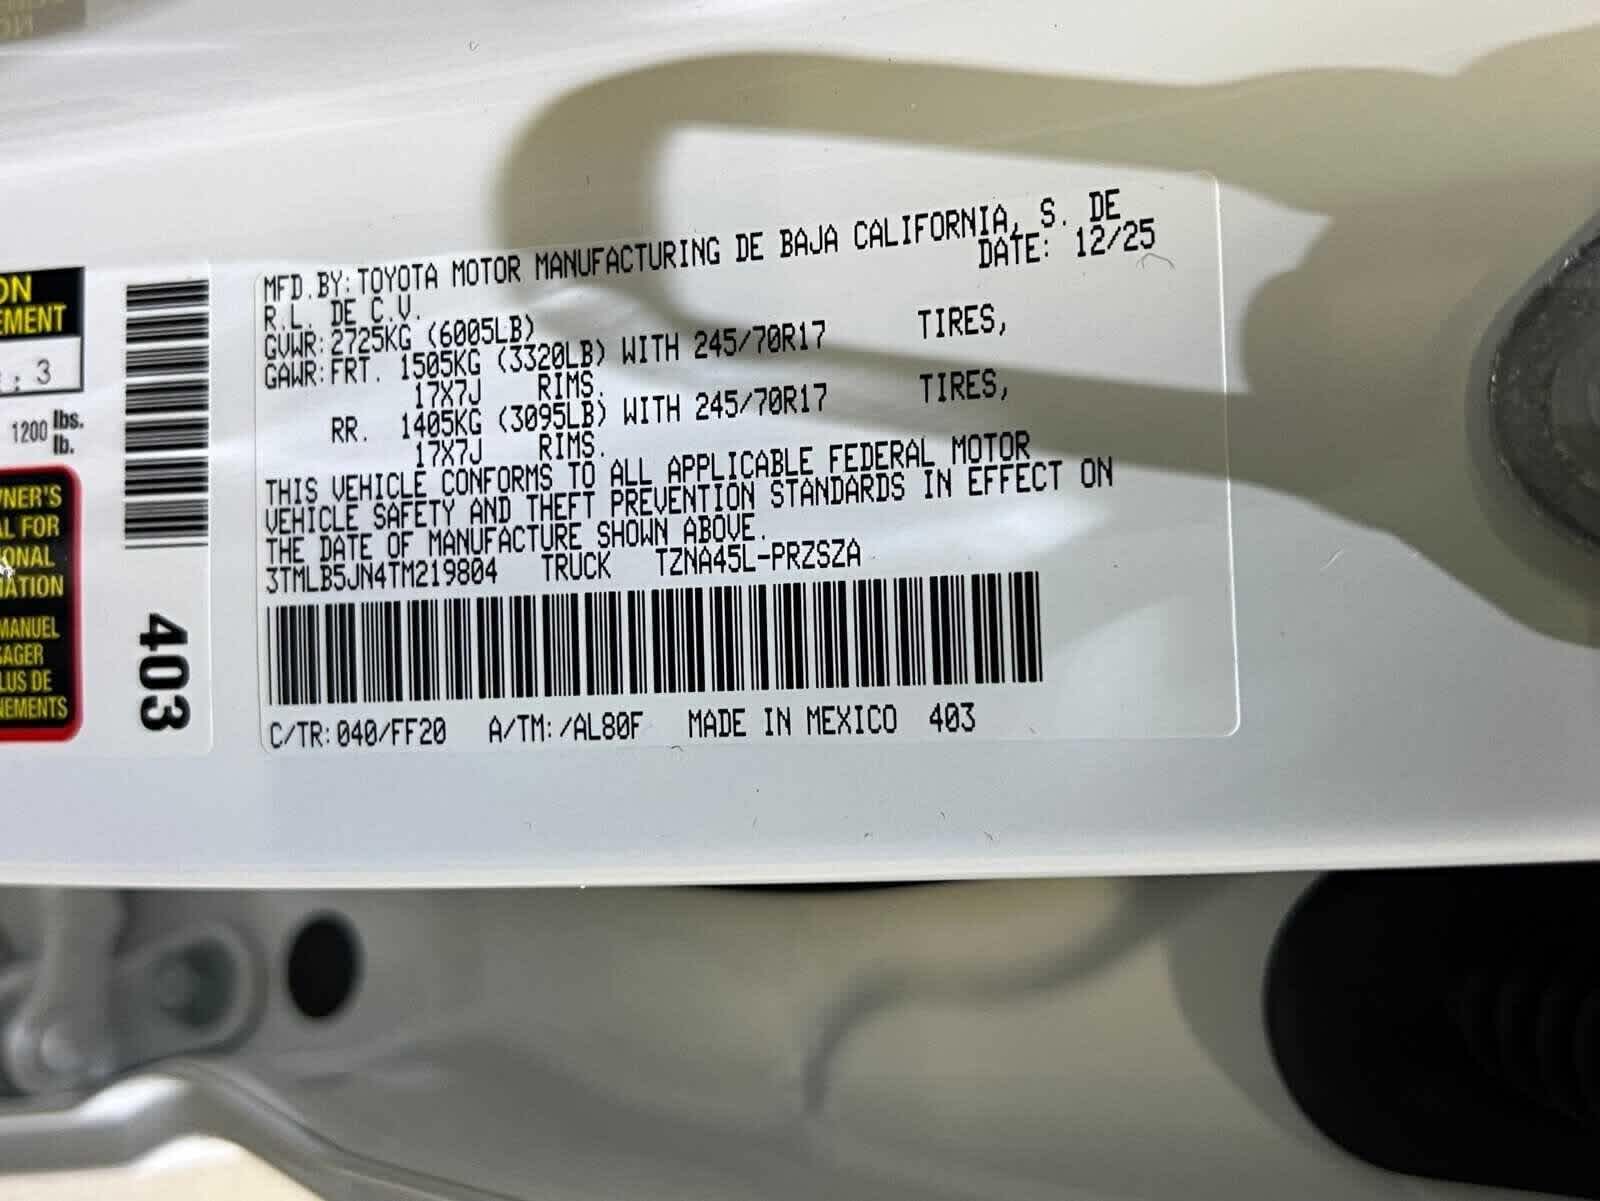 MFD.BY:TOYOTA MOTOR MANUFACTURING DE BAJA CALIFORNIA, S. DE
R.L. DE C.V. DATE: 12/25
GVWR:2725KG (6005LB)
GAWR:FRT. 1505KG (3320LB) WITH 245/70R17 TIRES,
17X7J RIMS.
RR. 1405KG (3095LB) WITH 245/70R17 TIRES,
17X7J RIMS.
THIS VEHICLE CONFORMS TO ALL APPLICABLE FEDERAL MOTOR
VEHICLE SAFETY AND THEFT PREVENTION STANDARDS IN EFFECT ON
THE DATE OF MANUFACTURE SHOWN ABOVE.
3TMLB5JN4TM219804 TRUCK TZNA45L-PRZSZA
C/TR:040/FF20 A/TM:/AL80F MADE IN MEXICO 403
403
ON
EMENT
: 3
1200 lbs.
lb.
WNER'S
AL FOR
ONAL
MATION
MANUEL
SAGER
LUS DE
NEMENTS